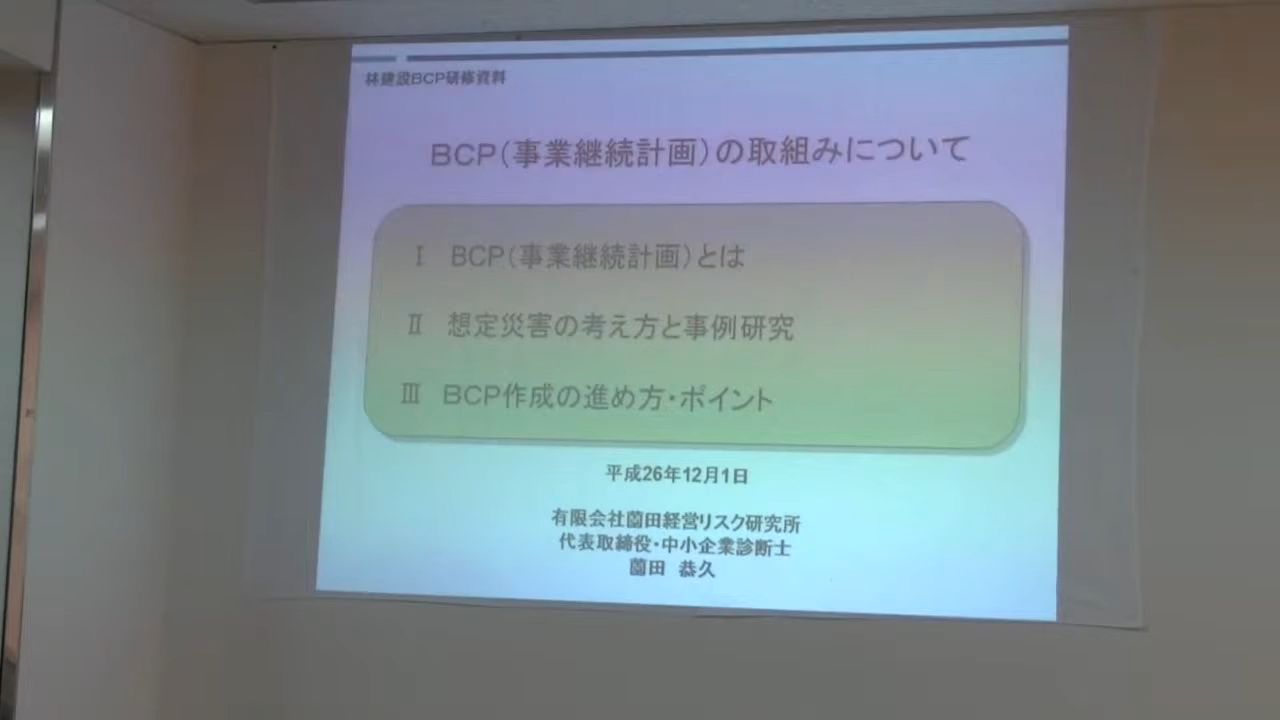 林建設BCP研修資料
BCP(事業継続計画)の取組みについて
Ⅰ BCP(事業継続計画)とは
Ⅱ 想定災害の考え方と事例研究
Ⅲ BCP作成の進め方・ポイント
平成26年12月1日
有限会社薗田経営リスク研究所
代表取締役・中小企業診断士
薗田 恭久